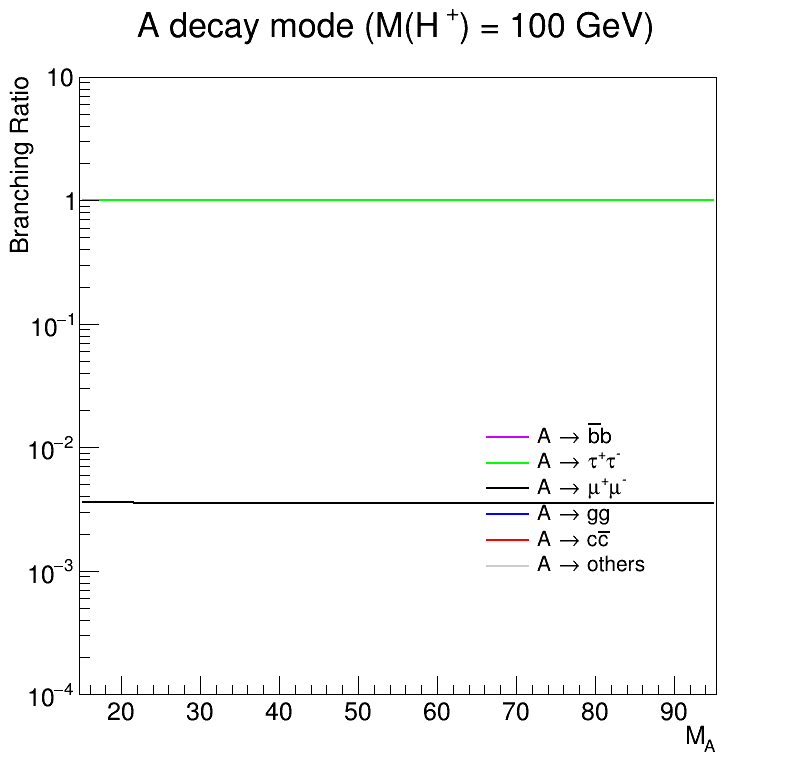 A decay mode (M(H⁺) = 100 GeV)
Branching Ratio
10
1
10⁻¹
10⁻²
10⁻³
10⁻⁴
A → b̅b
A → τ⁺τ⁻
A → μ⁺μ⁻
A → gg
A → cc̅
A → others
20 30 40 50 60 70 80 90
M_A